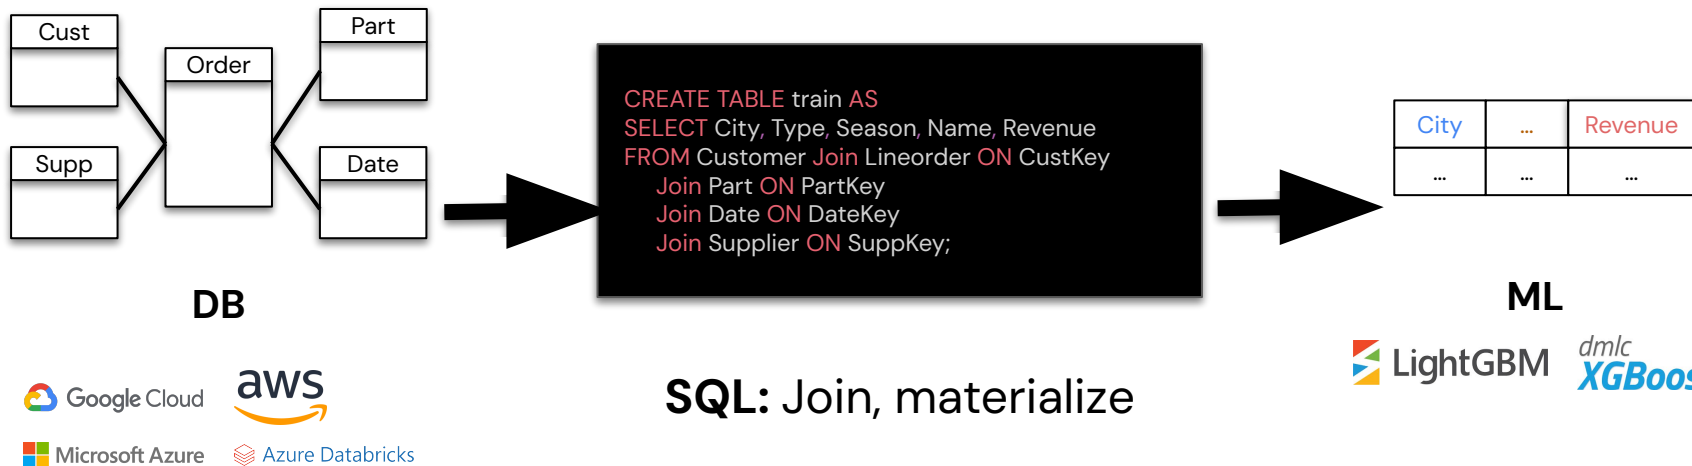 Cust
Part
Order
Supp
Date
DB
Google Cloud
aws
Microsoft Azure
Azure Databricks
CREATE TABLE train AS
SELECT City, Type, Season, Name, Revenue
FROM Customer Join Lineorder ON CustKey
Join Part ON PartKey
Join Date ON DateKey
Join Supplier ON SuppKey;
SQL: Join, materialize
City ... Revenue
... ... ...
ML
LightGBM
dmlc
XGBoos